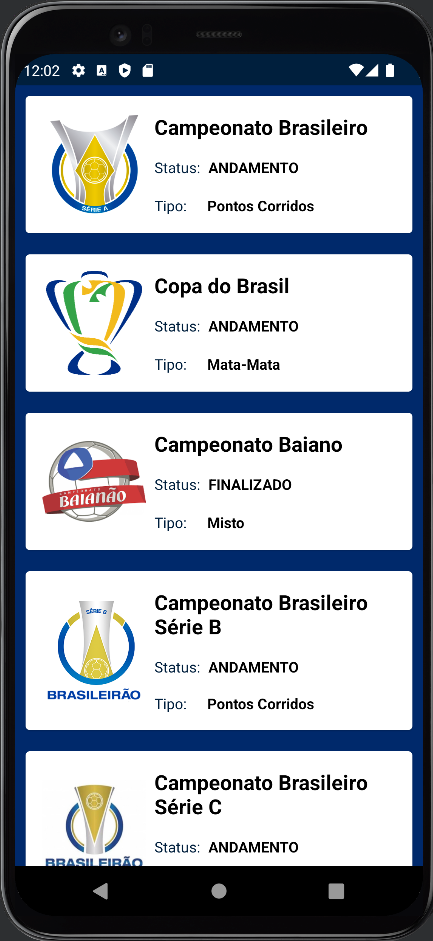 12:02
Campeonato Brasileiro
Status: ANDAMENTO
Tipo: Pontos Corridos
SÉRIE A
Copa do Brasil
Status: ANDAMENTO
Tipo: Mata-Mata
Campeonato Baiano
Status: FINALIZADO
Tipo: Misto
CAMPEONATO
BAIANÃO
Campeonato Brasileiro
Série B
Status: ANDAMENTO
Tipo: Pontos Corridos
BRASILEIRÃO
Campeonato Brasileiro
Série C
Status: ANDAMENTO
BRASILEIRÃO